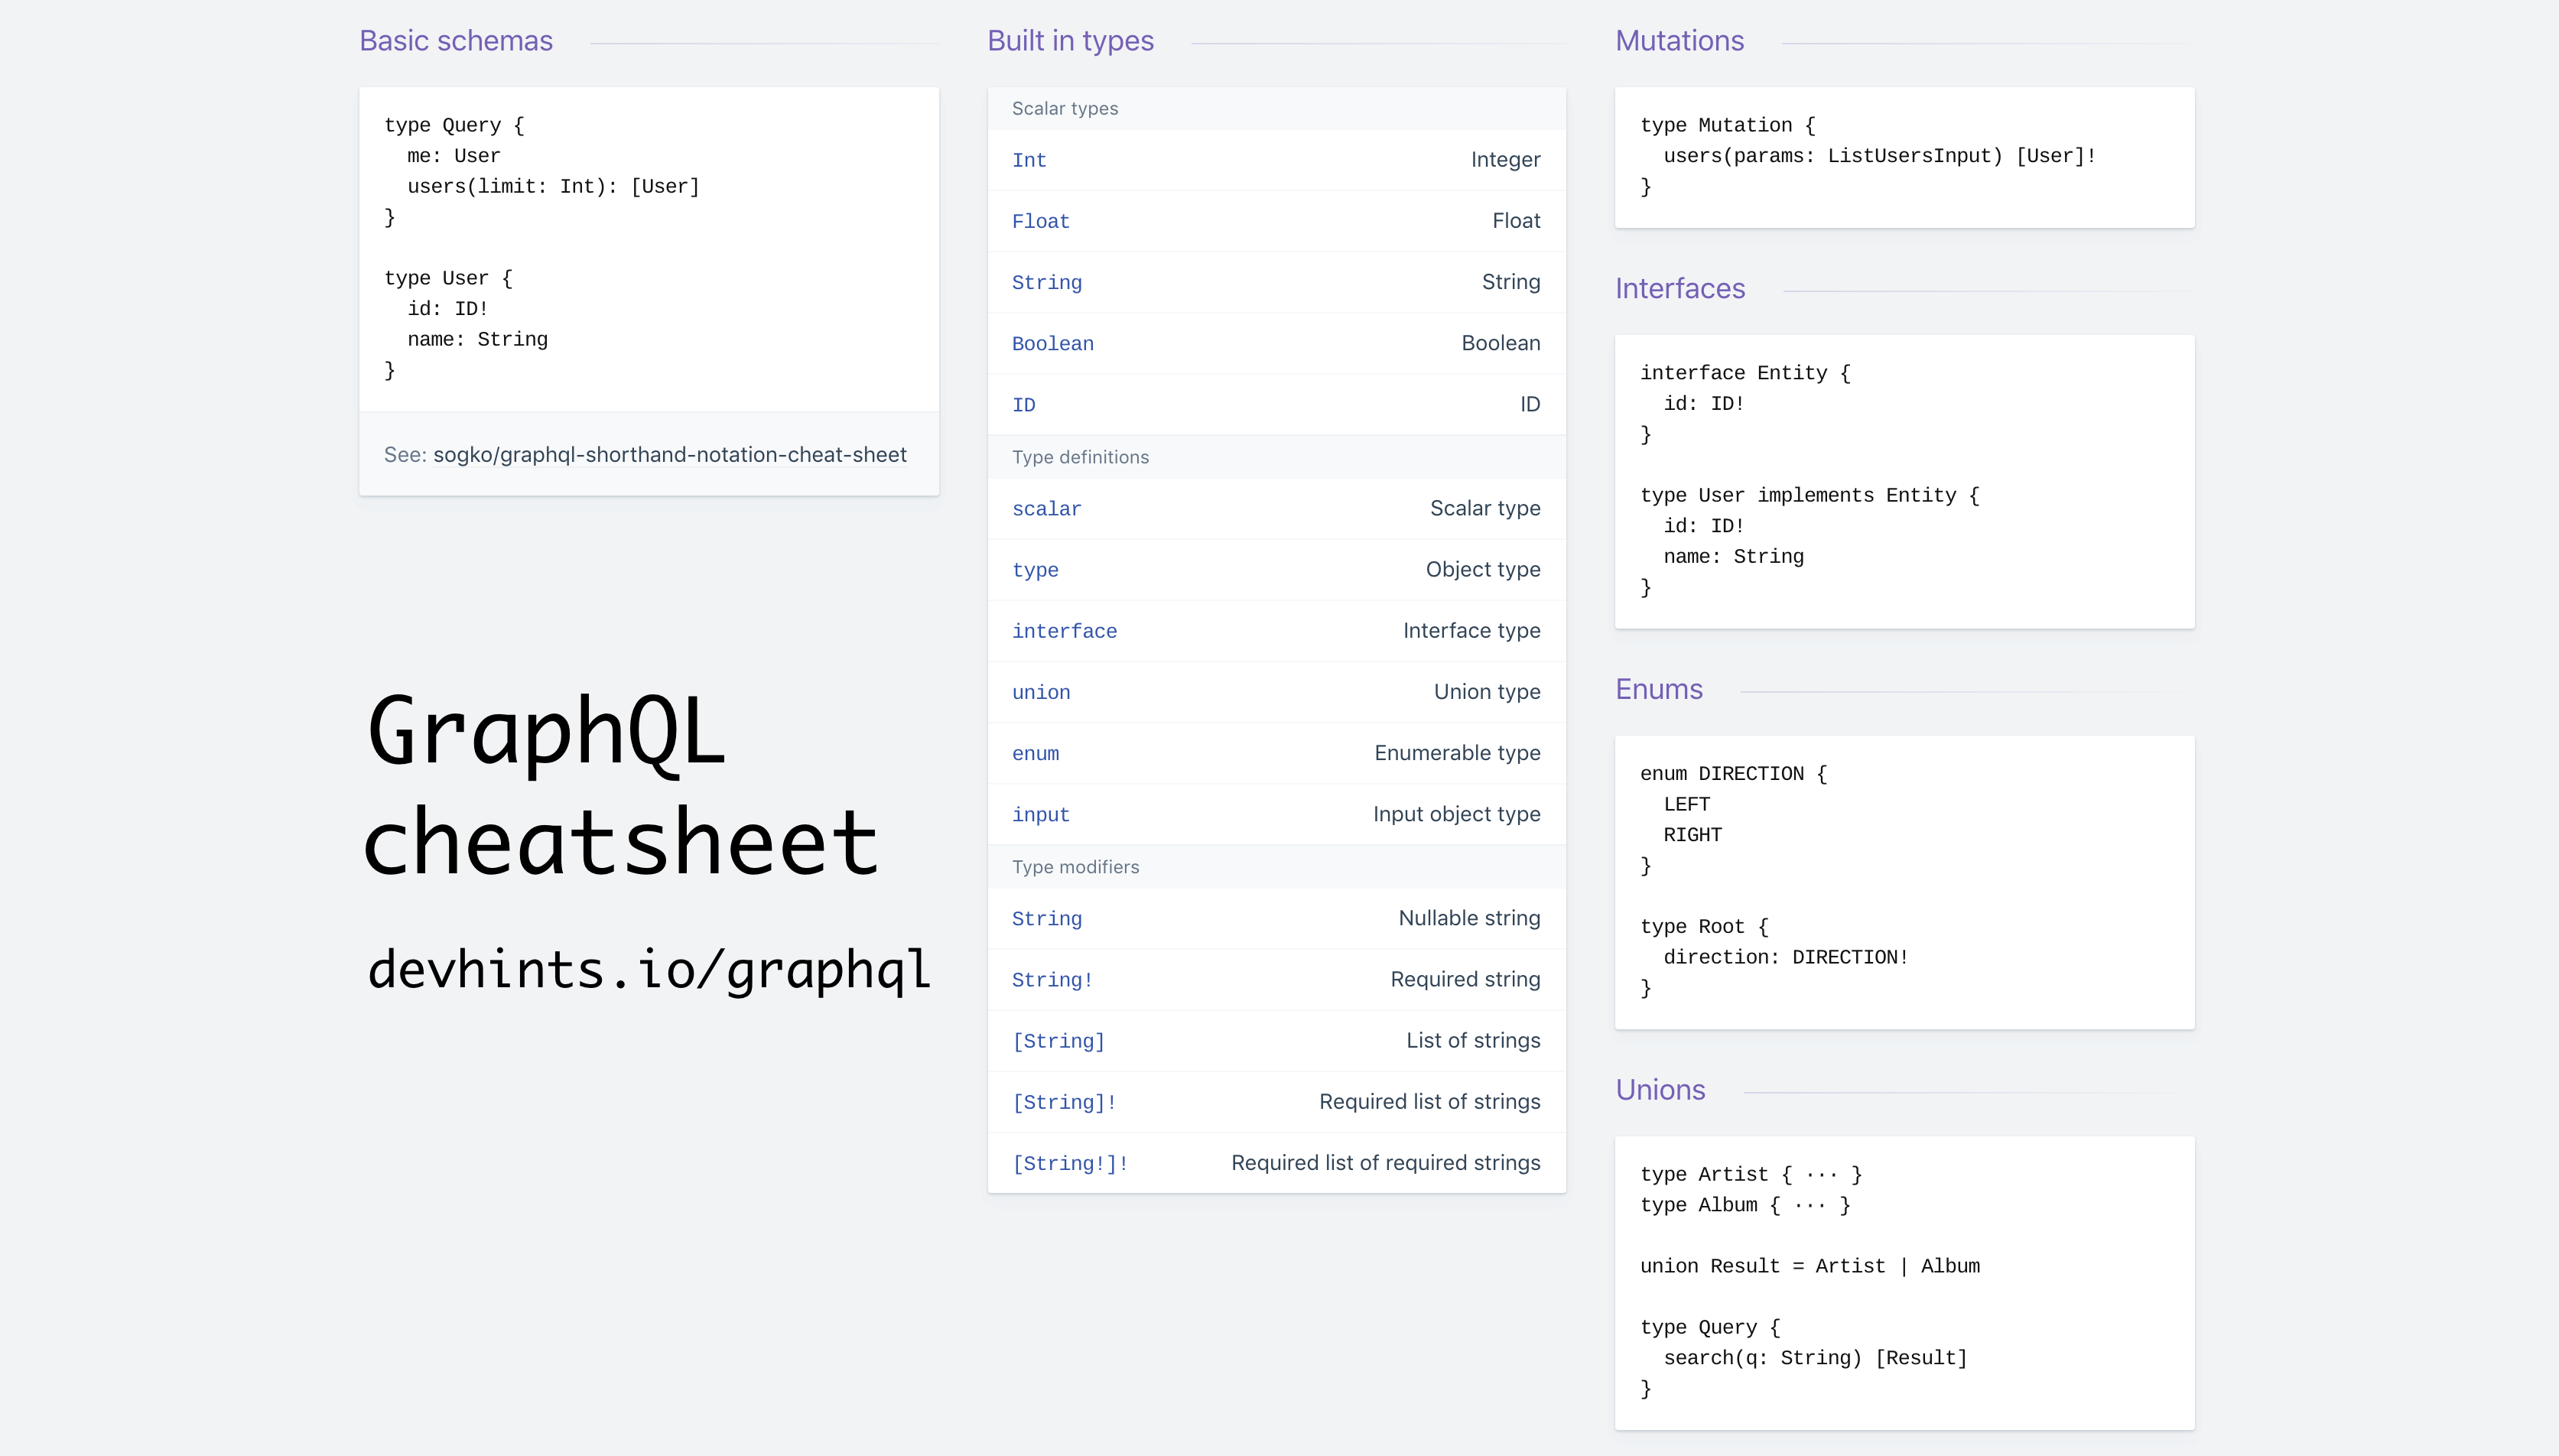 Basic schemas
type Query {
  me: User
  users(limit: Int): [User]
}

type User {
  id: ID!
  name: String
}
See: sogko/graphql-shorthand-notation-cheat-sheet
GraphQL
cheatsheet
devhints.io/graphql
Built in types
Scalar types
Int Integer
Float Float
String String
Boolean Boolean
ID ID
Type definitions
scalar Scalar type
type Object type
interface Interface type
union Union type
enum Enumerable type
input Input object type
Type modifiers
String Nullable string
String! Required string
[String] List of strings
[String]! Required list of strings
[String!]! Required list of required strings
Mutations
type Mutation {
  users(params: ListUsersInput) [User]!
}
Interfaces
interface Entity {
  id: ID!
}

type User implements Entity {
  id: ID!
  name: String
}
Enums
enum DIRECTION {
  LEFT
  RIGHT
}

type Root {
  direction: DIRECTION!
}
Unions
type Artist { ··· }
type Album { ··· }

union Result = Artist | Album

type Query {
  search(q: String) [Result]
}